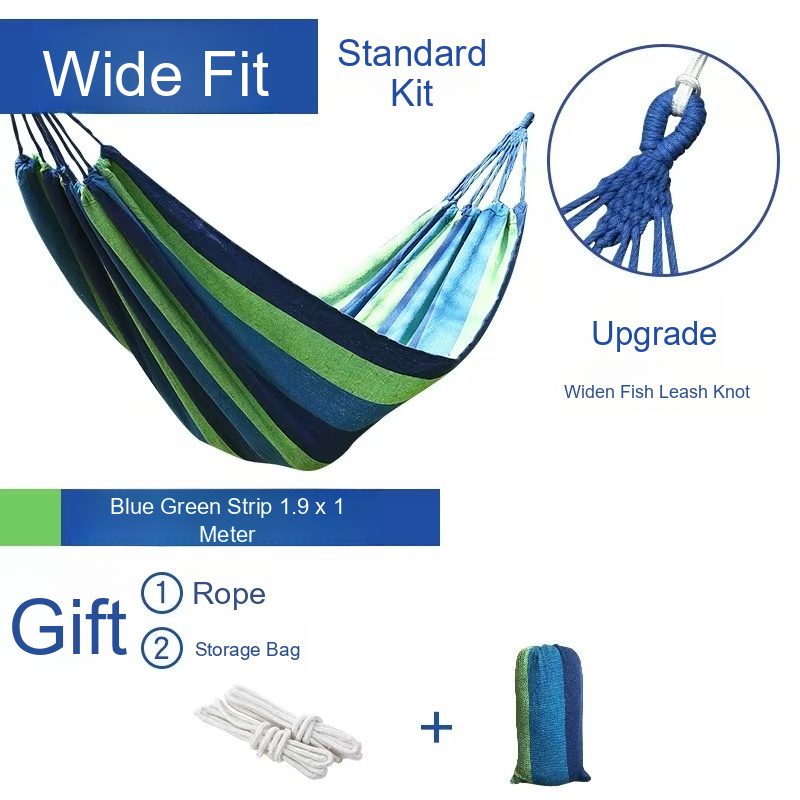 Wide Fit
Standard
Kit
Upgrade
Widen Fish Leash Knot
Blue Green Strip 1.9 x 1
Meter
Gift
1 Rope
2 Storage Bag
+